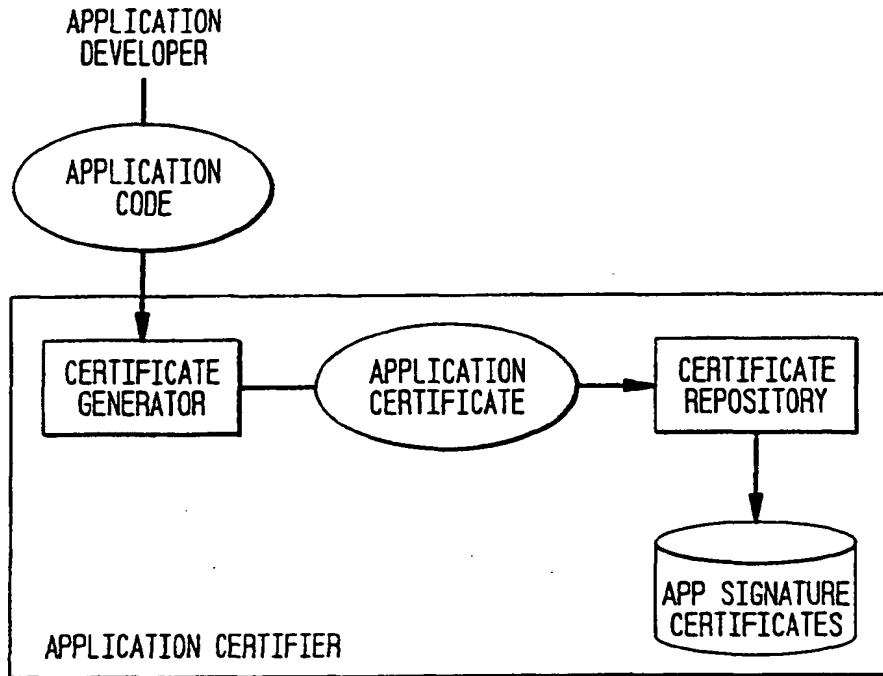 APPLICATION
DEVELOPER
APPLICATION
CODE
CERTIFICATE
GENERATOR
APPLICATION
CERTIFICATE
CERTIFICATE
REPOSITORY
APP SIGNATURE
CERTIFICATES
APPLICATION CERTIFIER